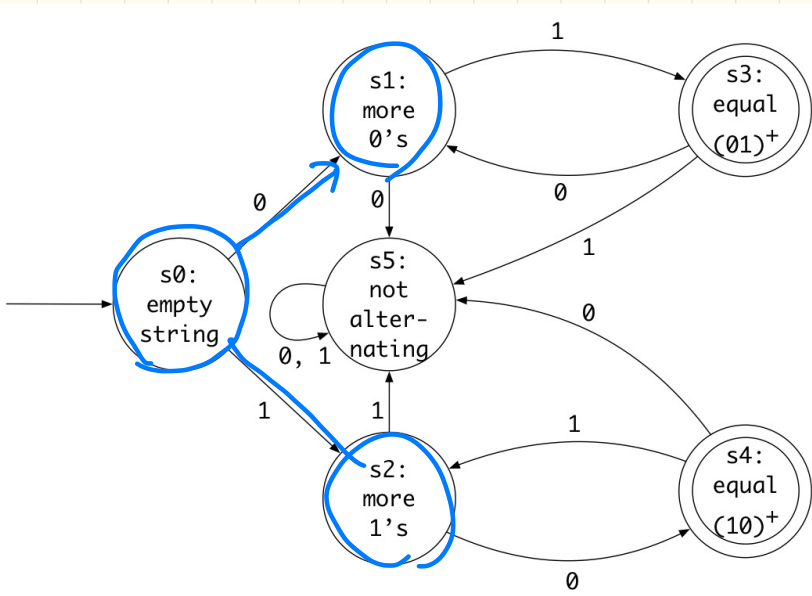 1
s1:
more
0's
s3:
equal
(01)+
0
0
0
1
s0:
empty
string
s5:
not
alter-
nating
0, 1
0
1
1
1
s2:
more
1's
s4:
equal
(10)+
0